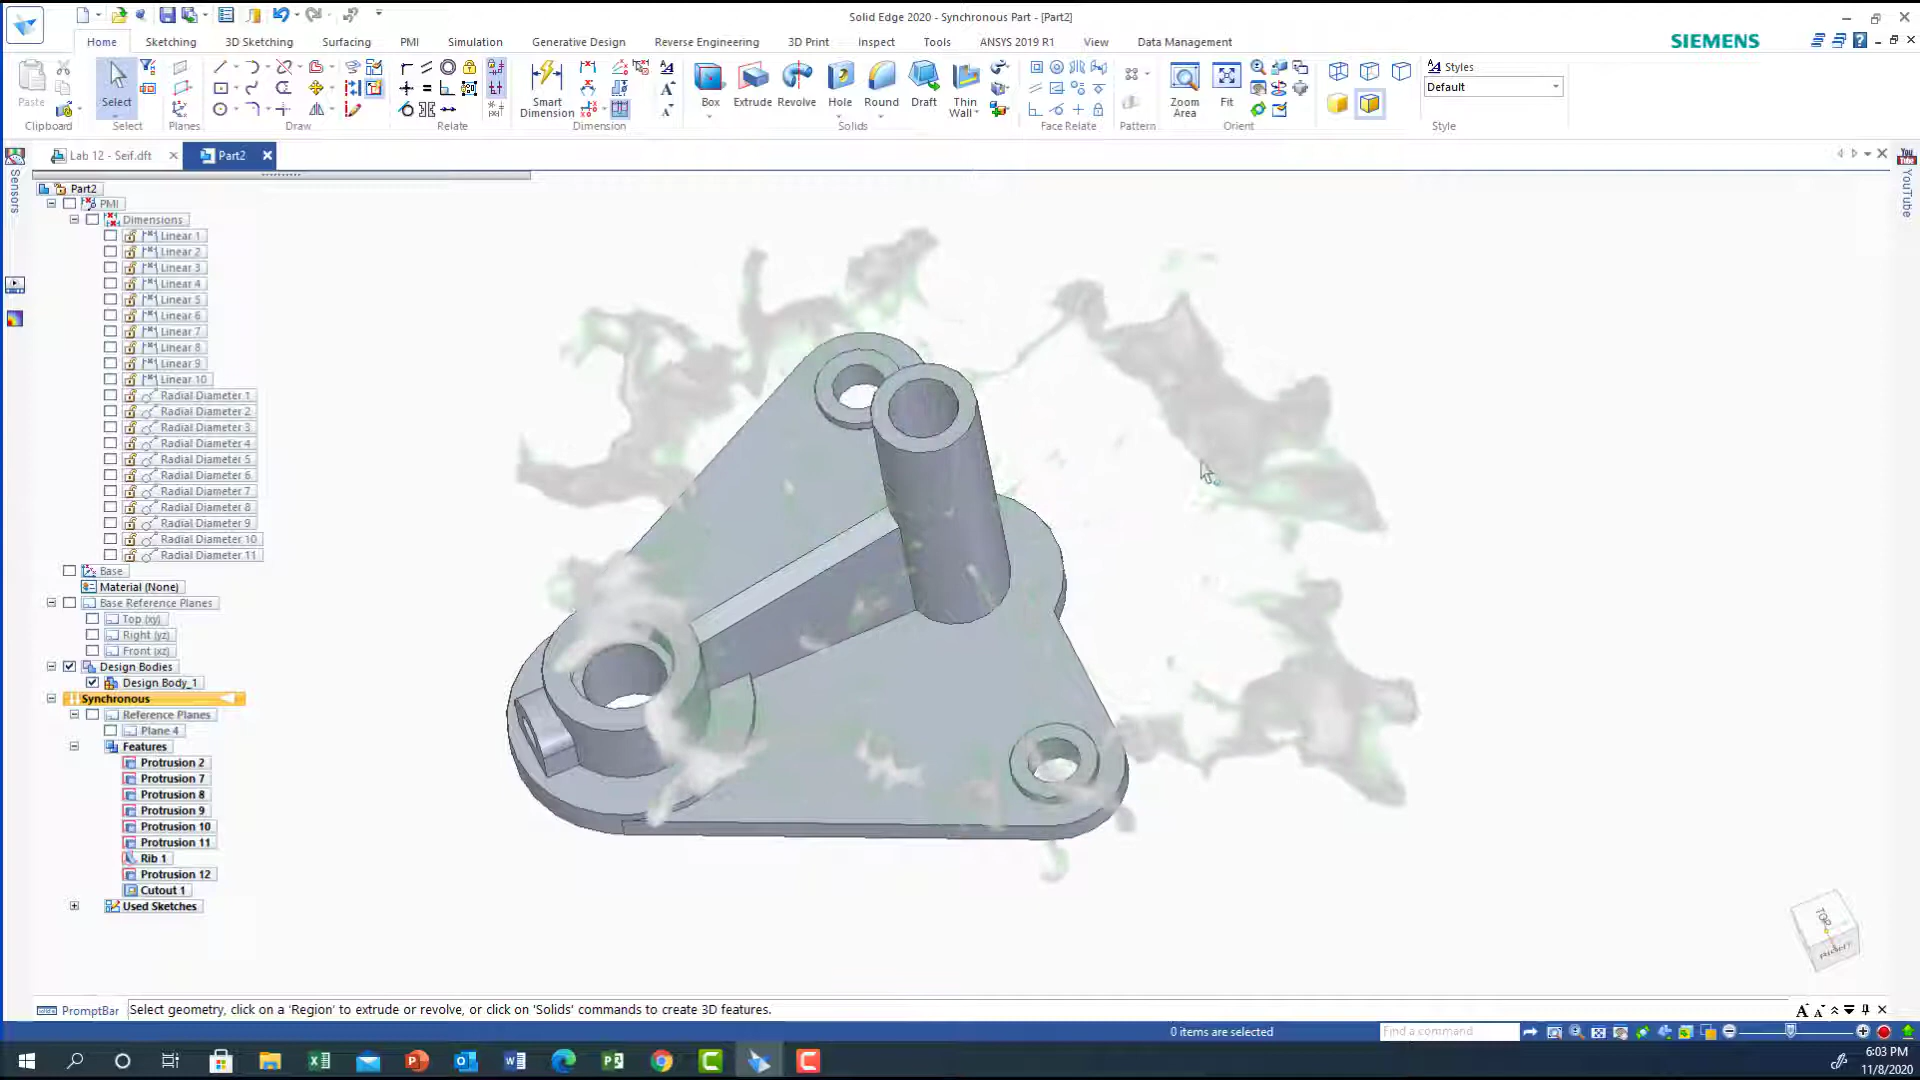 Solid Edge 2020 - Synchronous Part - [Part2]
Home Sketching 3D Sketching Surfacing PMI Simulation Generative Design Reverse Engineering 3D Print Inspect Tools ANSYS 2019 R1 View Data Management
SIEMENS
Paste
Clipboard
Select
Select
Planes
Draw
Relate
Smart Dimension
Dimension
Box
Extrude
Revolve
Hole
Round
Draft
Thin Wall
Solids
Face Relate
Pattern
Zoom Area
Fit
Orient
Styles
Default
Style
Lab 12 - Seif.dft
Part2
Sensors
YouTube
Part2
PMI
Dimensions
Linear 1
Linear 2
Linear 3
Linear 4
Linear 5
Linear 6
Linear 7
Linear 8
Linear 9
Linear 10
Radial Diameter 1
Radial Diameter 2
Radial Diameter 3
Radial Diameter 4
Radial Diameter 5
Radial Diameter 6
Radial Diameter 7
Radial Diameter 8
Radial Diameter 9
Radial Diameter 10
Radial Diameter 11
Base
Material (None)
Base Reference Planes
Top (xy)
Right (yz)
Front (xz)
Design Bodies
Design Body_1
Synchronous
Reference Planes
Plane 4
Features
Protrusion 2
Protrusion 7
Protrusion 8
Protrusion 9
Protrusion 10
Protrusion 11
Rib 1
Protrusion 12
Cutout 1
Used Sketches
TOP
RIGHT
PromptBar
Select geometry, click on a 'Region' to extrude or revolve, or click on 'Solids' commands to create 3D features.
0 items are selected
Find a command
6:03 PM
11/8/2020